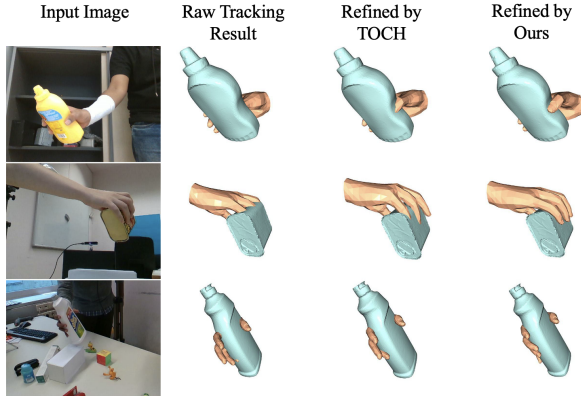 Input Image
Raw Tracking
Result
Refined by
TOCH
Refined by
Ours